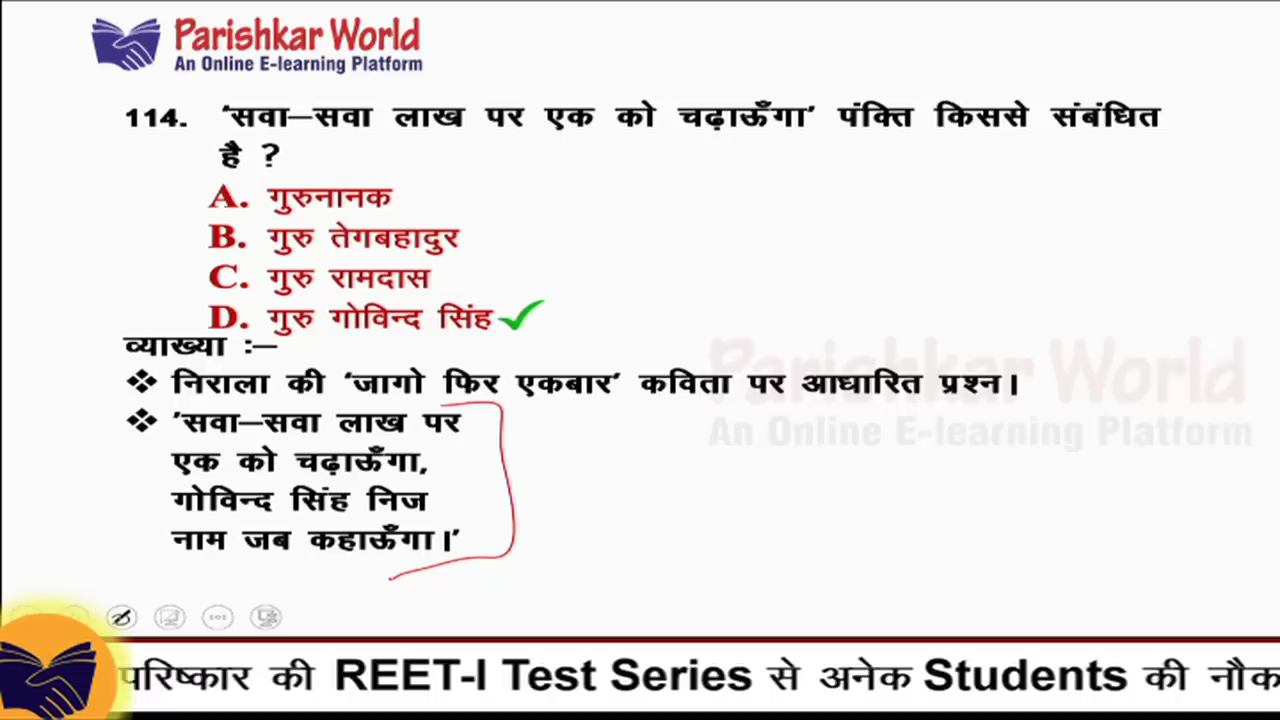 Parishkar World
An Online E-learning Platform
114. 'सवा–सवा लाख पर एक को चढ़ाऊँगा' पंक्ति किससे संबंधित
है ?
A. गुरुनानक
B. गुरु तेगबहादुर
C. गुरु रामदास
D. गुरु गोविन्द सिंह
व्याख्या :–
निराला की 'जागो फिर एकबार' कविता पर आधारित प्रश्न।
'सवा–सवा लाख पर
एक को चढ़ाऊँगा,
गोविन्द सिंह निज
नाम जब कहाऊँगा।'
Parishkar World
An Online E-learning Platform
परिष्कार की REET-I Test Series से अनेक Students की नौक